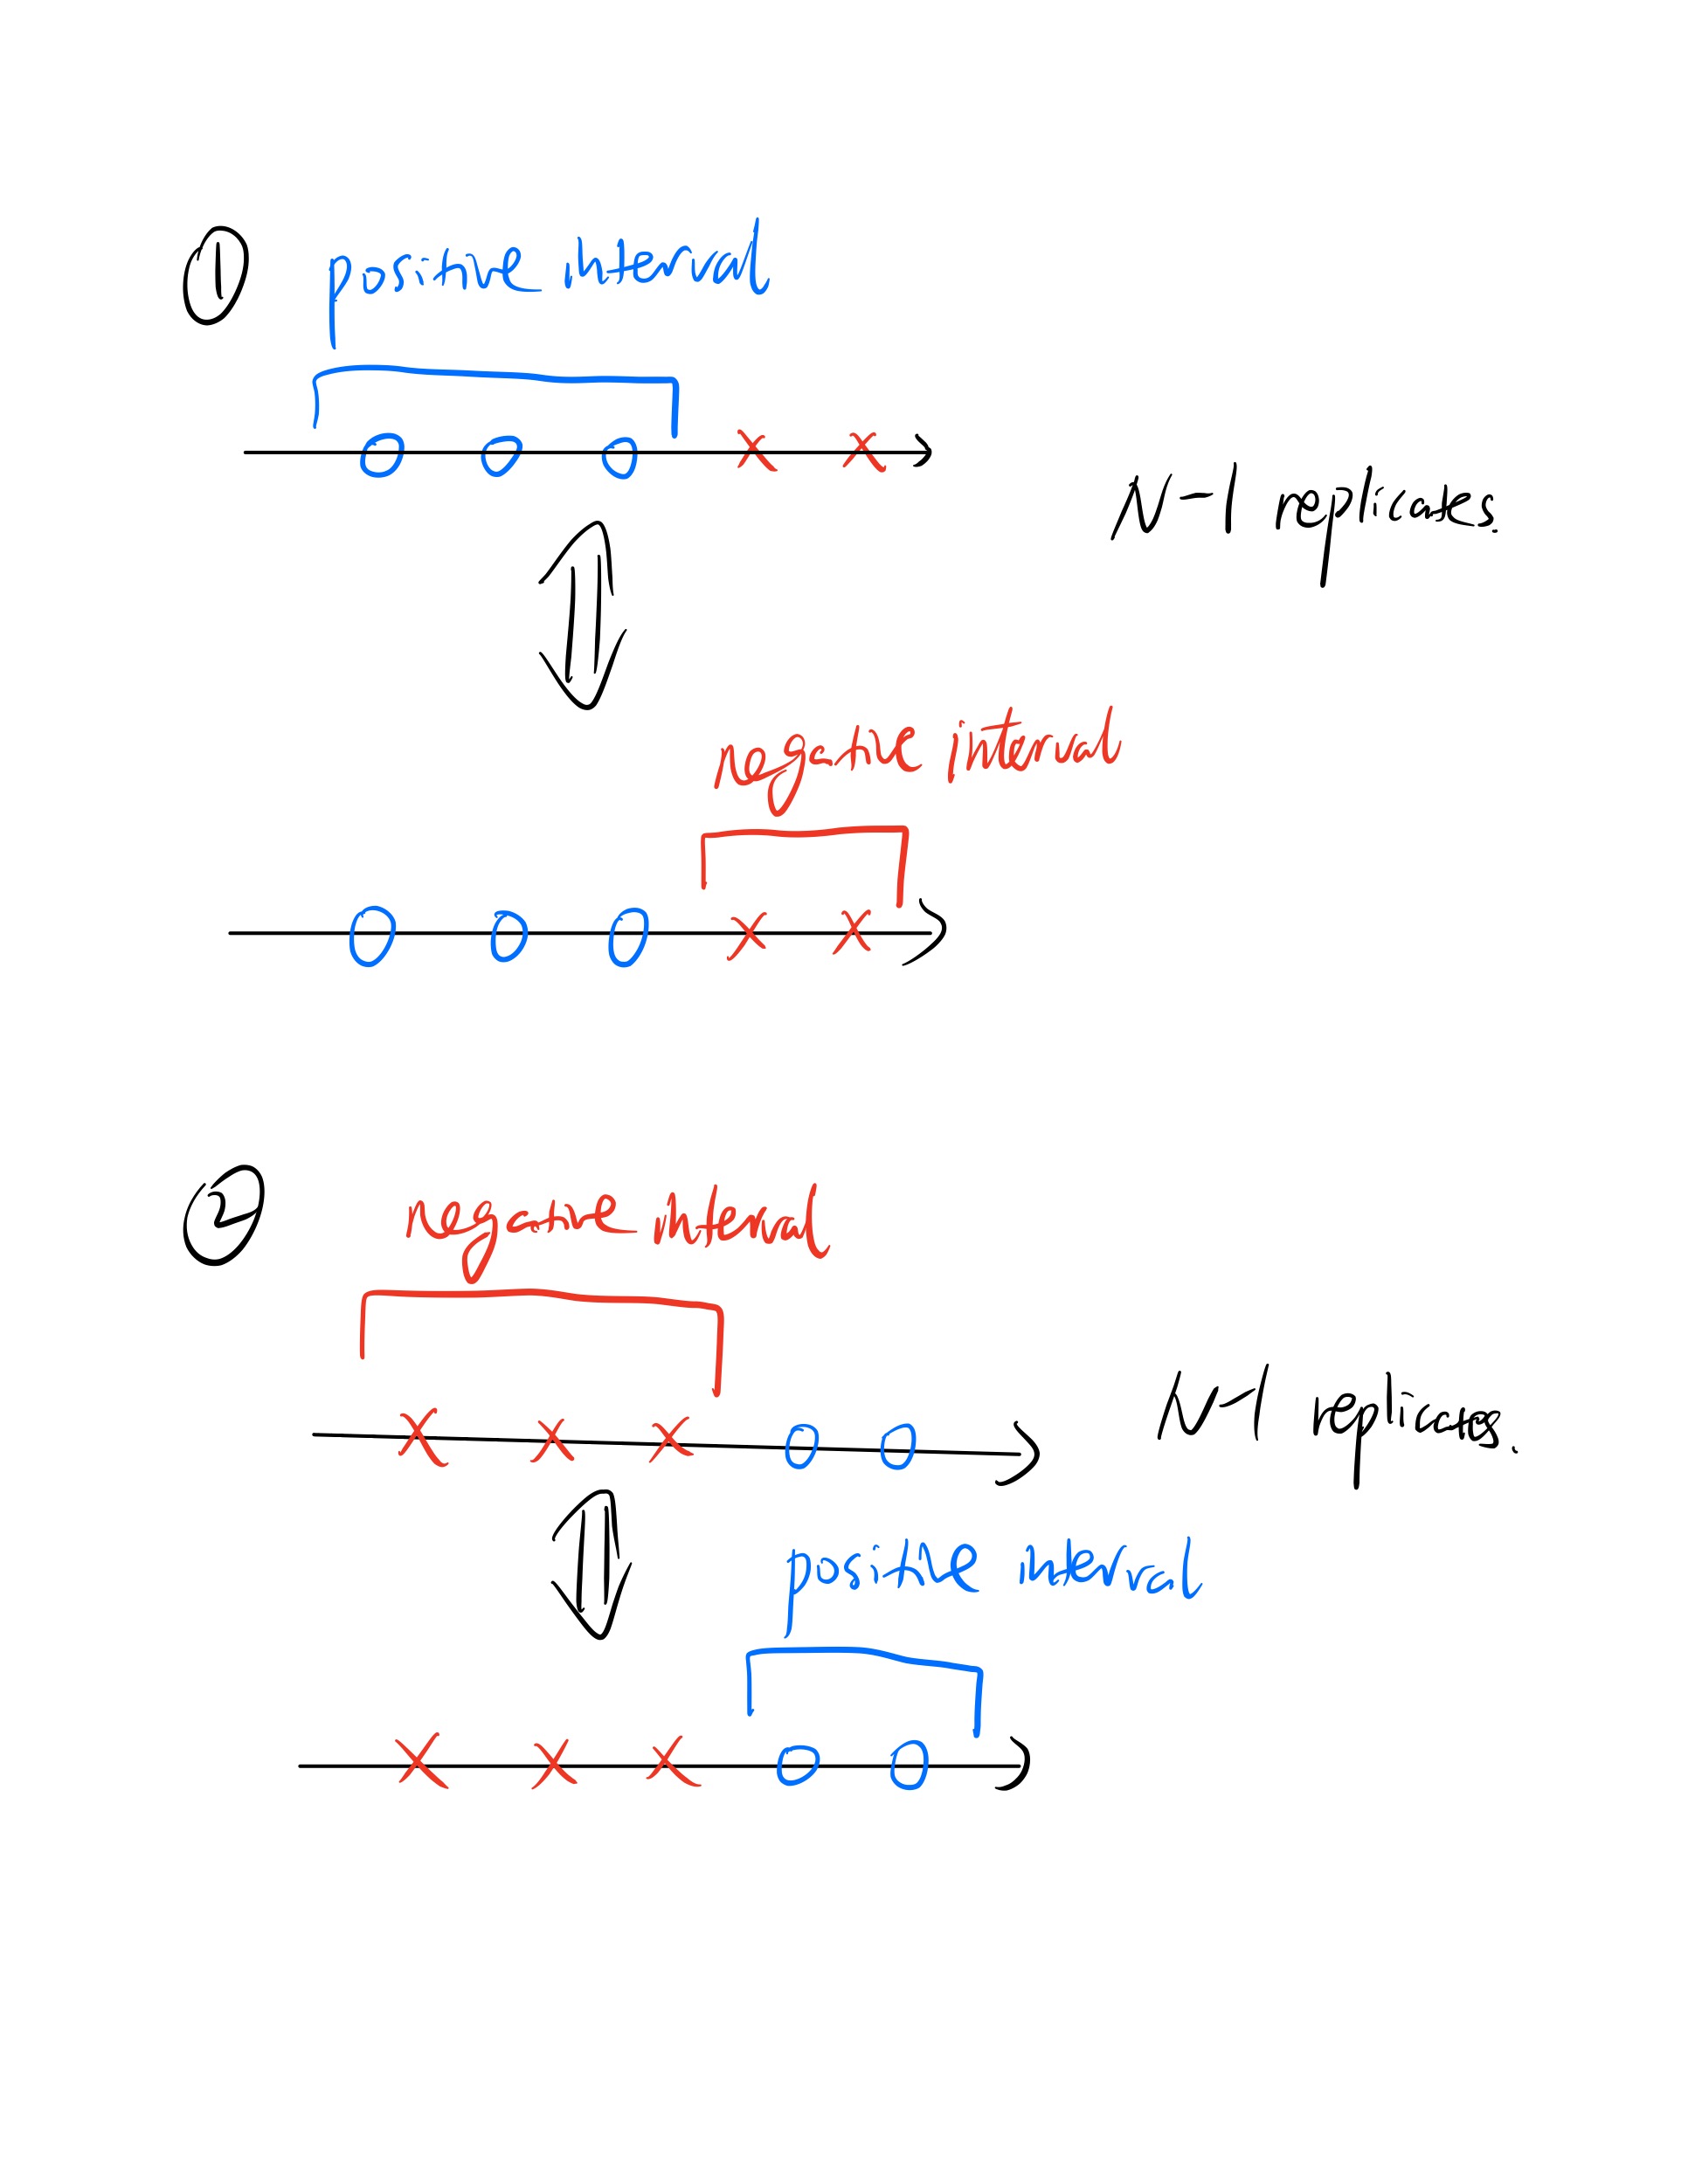 ① positive interval
N-1 replicates.
negative interval
② negative interval
N-1 replicates.
positive interval